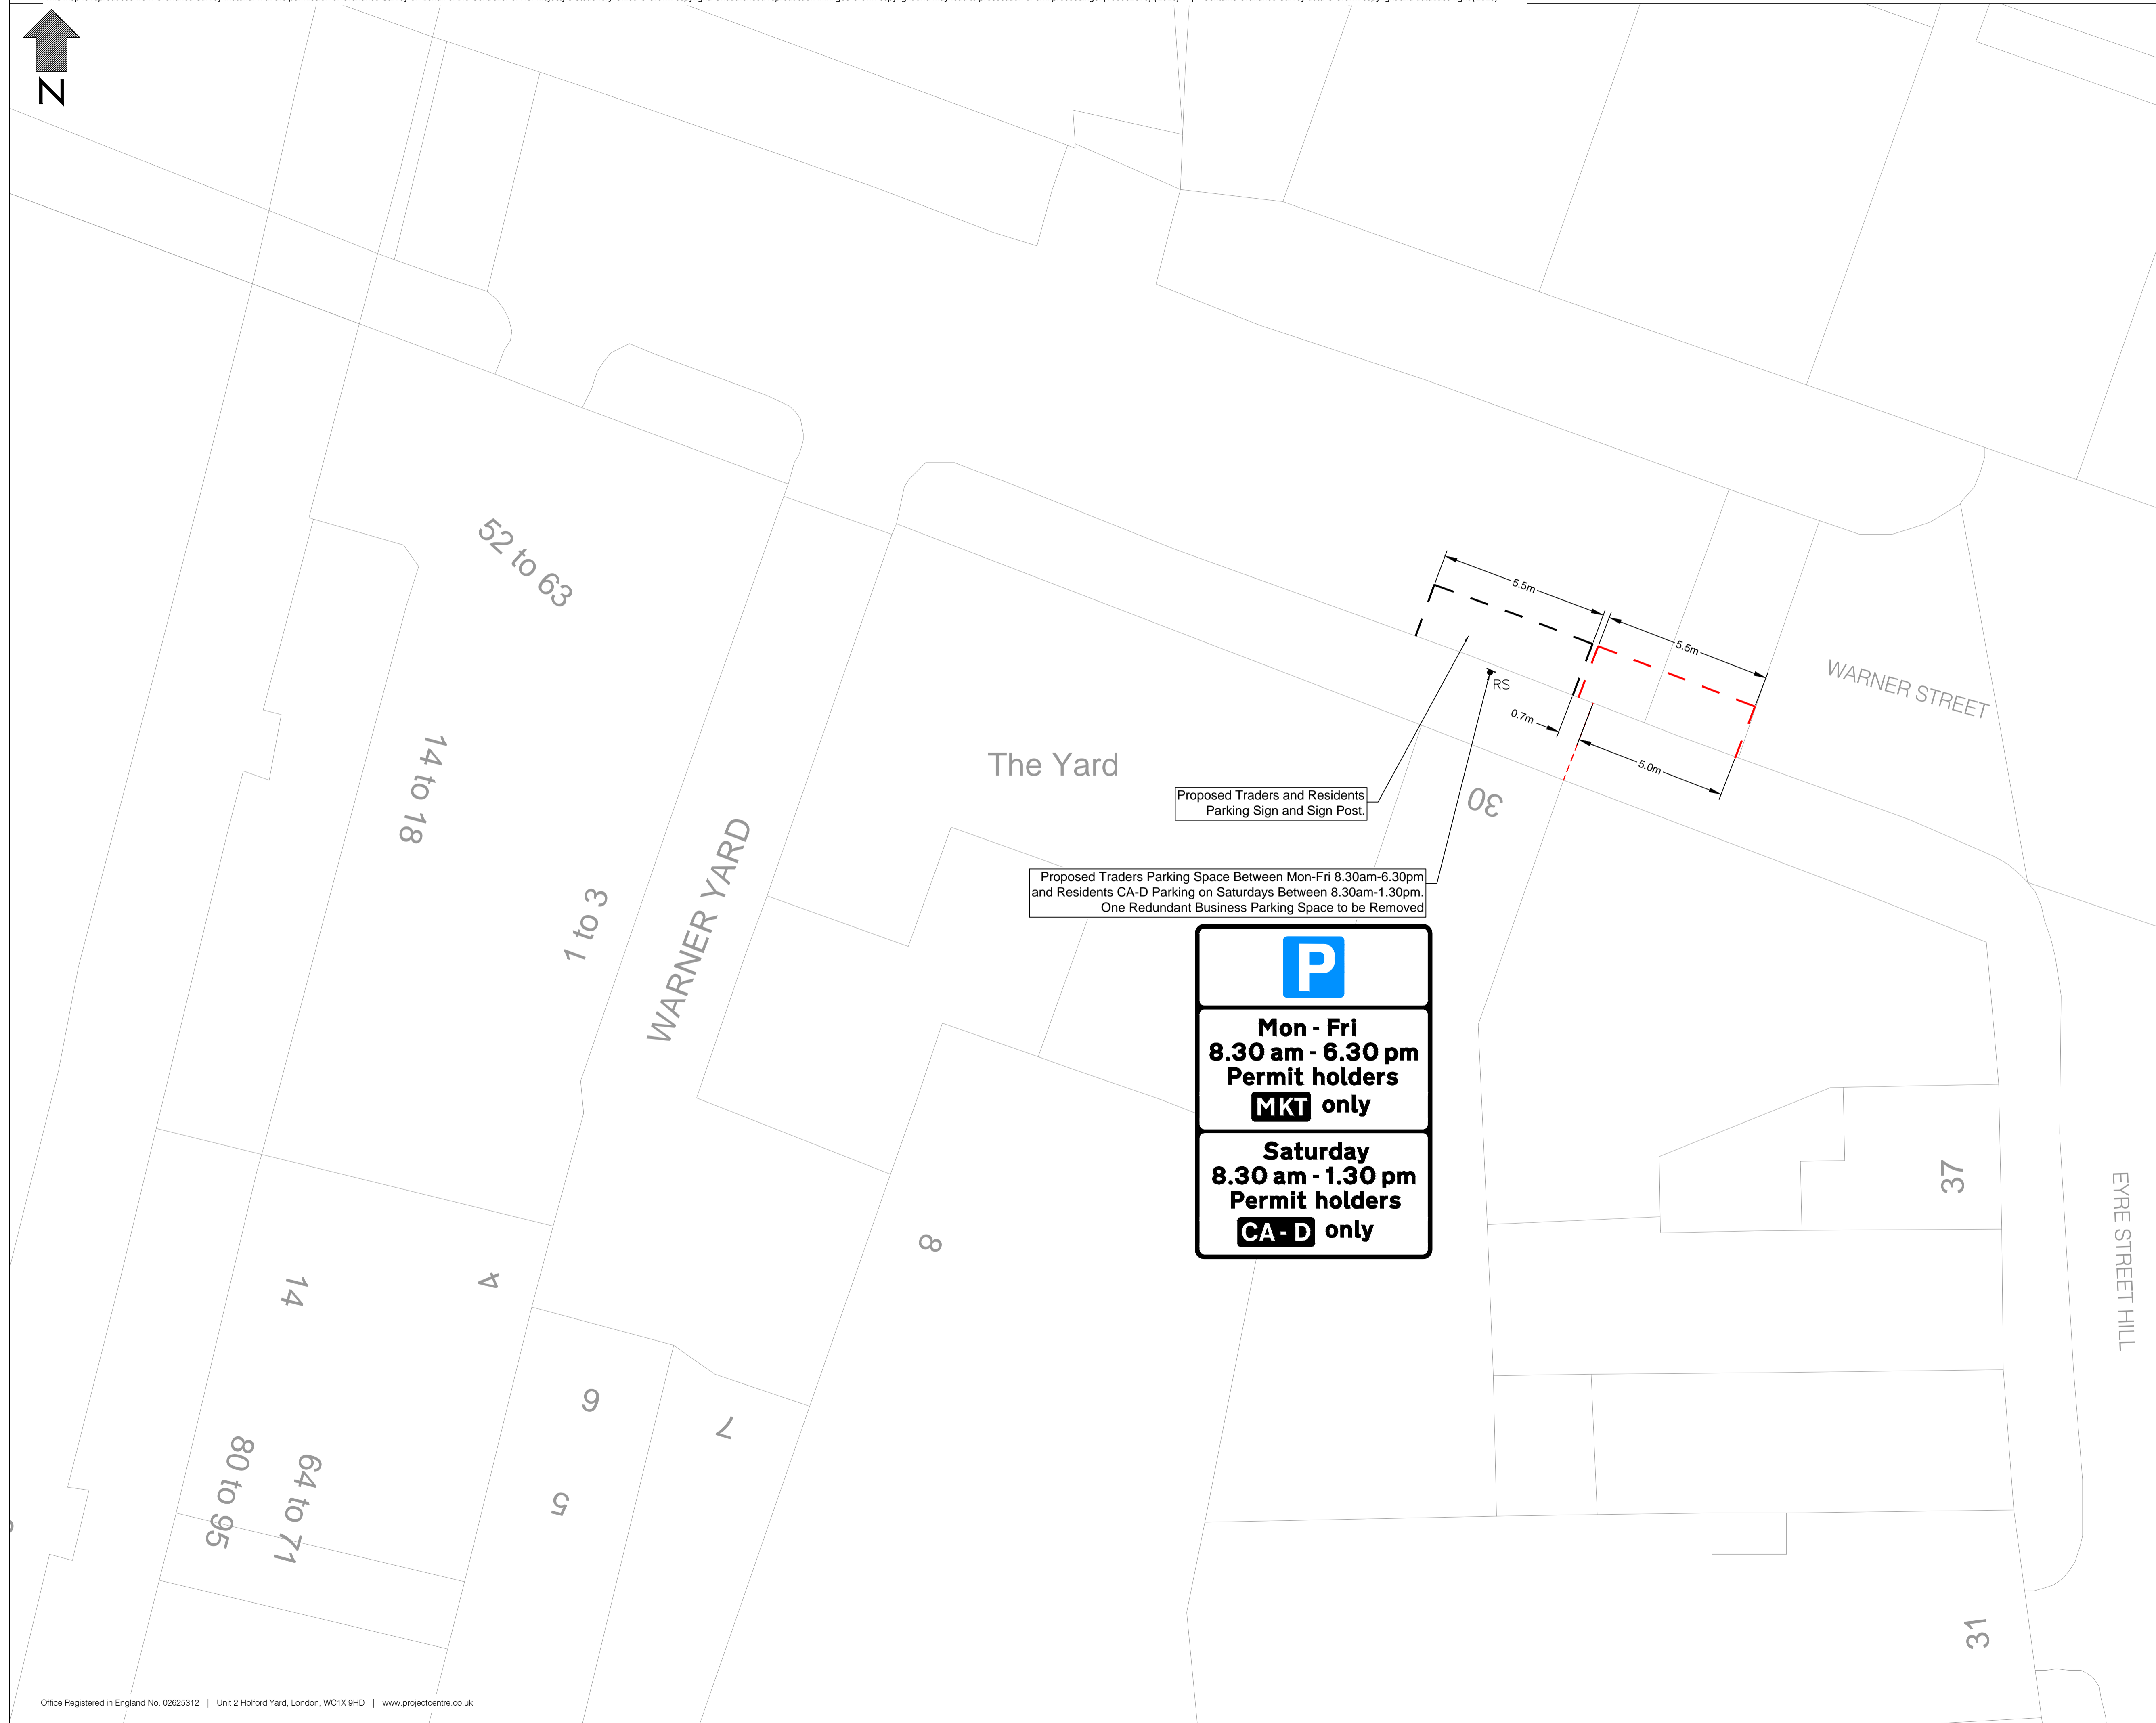 N
52 to 63
5.5m
5.5m
WARNER STREET
RS
0.7m
5.0m
The Yard
14 to 18
Proposed Traders and Residents
Parking Sign and Sign Post.
30
WARNER YARD
1 to 3
Proposed Traders Parking Space Between Mon-Fri 8.30am-6.30pm
and Residents CA-D Parking on Saturdays Between 8.30am-1.30pm.
One Redundant Business Parking Space to be Removed
P
Mon - Fri
8.30 am - 6.30 pm
Permit holders
MKT only
Saturday
8.30 am - 1.30 pm
Permit holders
CA - D only
37
EYRE STREET HILL
8
14
4
6
7
5
80 to 95
64 to 71
31
Office Registered in England No. 02625312 | Unit 2 Holford Yard, London, WC1X 9HD | www.projectcentre.co.uk